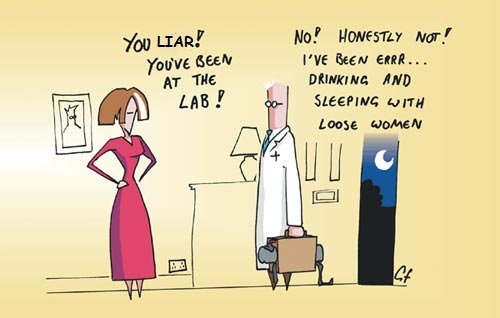 YOU LIAR!
YOU'VE BEEN
AT THE
LAB!
NO! HONESTLY NOT!
I'VE BEEN ERRR...
DRINKING AND
SLEEPING WITH
LOOSE WOMEN